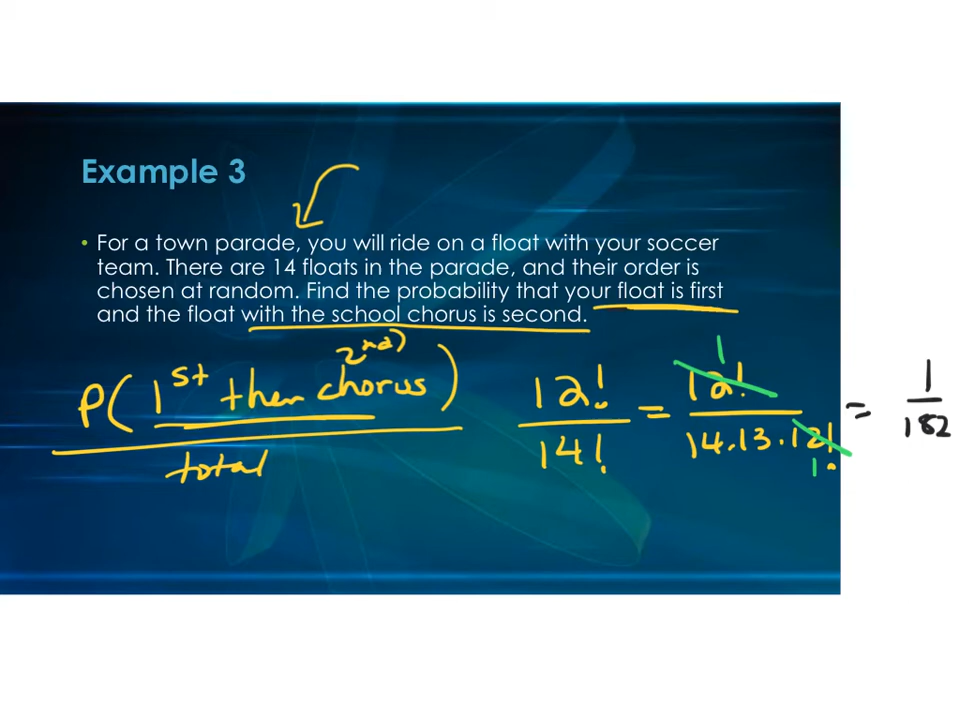 Example 3
• For a town parade, you will ride on a float with your soccer
team. There are 14 floats in the parade, and their order is
chosen at random. Find the probability that your float is first
and the float with the school chorus is second.
P(1st then chorus 2nd)
total
12!/14! = 12!/14.13.12! = 1/182
1
1